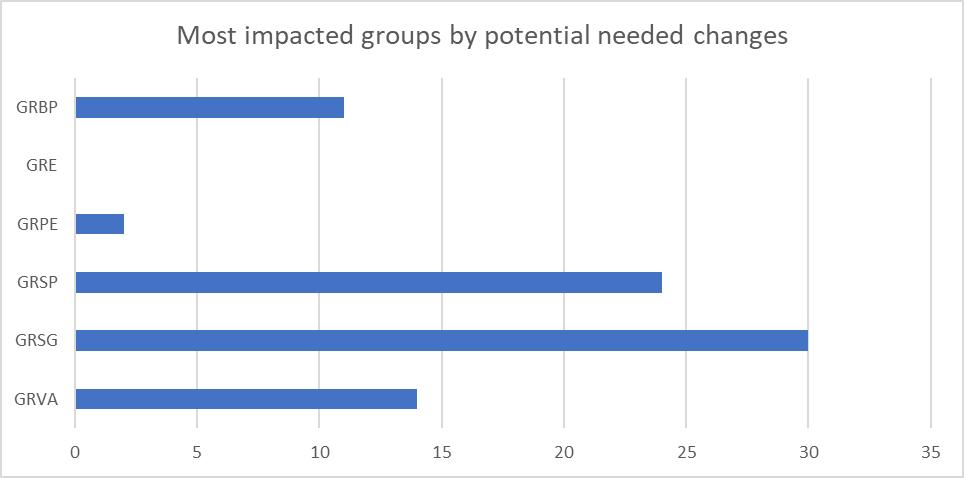 Most impacted groups by potential needed changes
GRBP
GRE
GRPE
GRSP
GRSG
GRVA
0 5 10 15 20 25 30 35